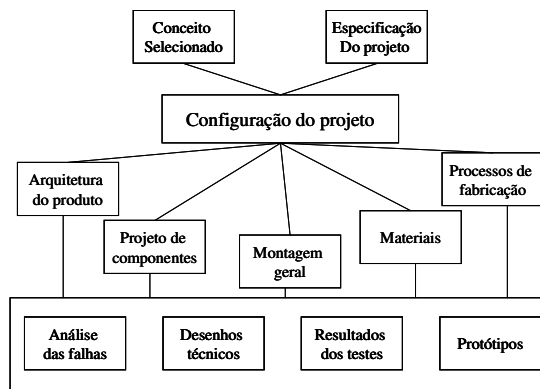 Conceito
Selecionado
Especificação
Do projeto
Configuração do projeto
Arquitetura
do produto
Projeto de
componentes
Montagem
geral
Materiais
Processos de
fabricação
Análise
das falhas
Desenhos
técnicos
Resultados
dos testes
Protótipos